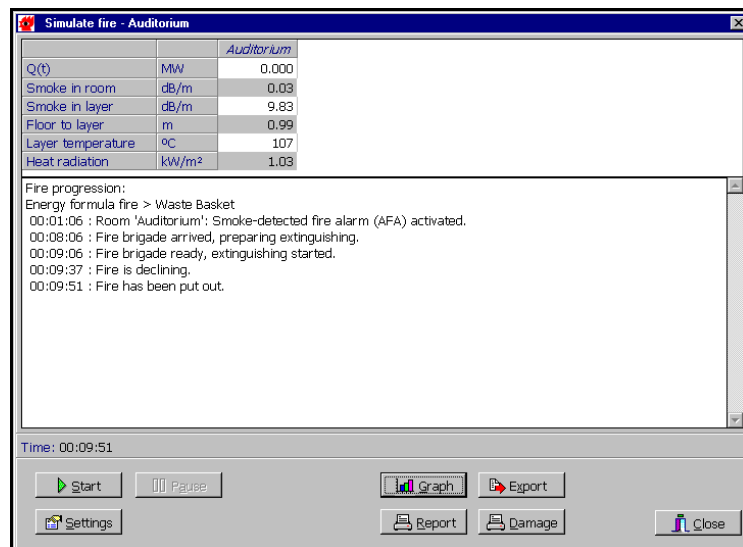 Simulate fire - Auditorium
Auditorium
Q(t) MW 0.000
Smoke in room dB/m 0.03
Smoke in layer dB/m 9.83
Floor to layer m 0.99
Layer temperature ºC 107
Heat radiation kW/m² 1.03
Fire progression:
Energy formula fire > Waste Basket
00:01:06 : Room 'Auditorium': Smoke-detected fire alarm (AFA) activated.
00:08:06 : Fire brigade arrived, preparing extinguishing.
00:09:06 : Fire brigade ready, extinguishing started.
00:09:37 : Fire is declining.
00:09:51 : Fire has been put out.
Time: 00:09:51
Start Pause Graph Export
Settings Report Damage Close